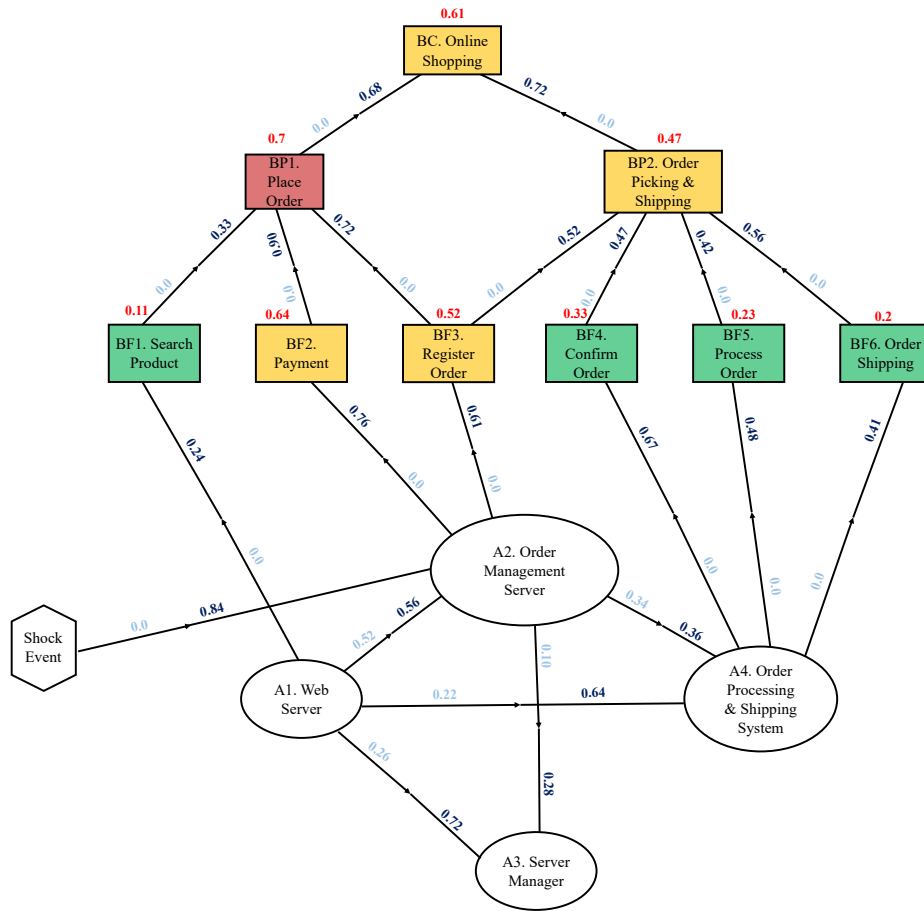 0.61
BC. Online
Shopping
0.68
0.72
0.0
0.0
0.7
0.47
BP1.
Place
Order
BP2. Order
Picking &
Shipping
0.33
0.90
0.72
0.52
0.47
0.42
0.56
0.0
0.0
0.0
0.0
0.0
0.0
0.0
0.11
0.64
0.52
0.33
0.23
0.2
BF1. Search
Product
BF2.
Payment
BF3.
Register
Order
BF4.
Confirm
Order
BF5.
Process
Order
BF6. Order
Shipping
0.24
0.76
0.61
0.67
0.48
0.41
0.0
0.0
0.0
0.0
0.0
0.0
A2. Order
Management
Server
Shock
Event
0.0
0.84
0.52
0.56
0.34
0.36
0.10
A1. Web
Server
0.22
0.64
A4. Order
Processing
& Shipping
System
0.26
0.72
0.28
A3. Server
Manager